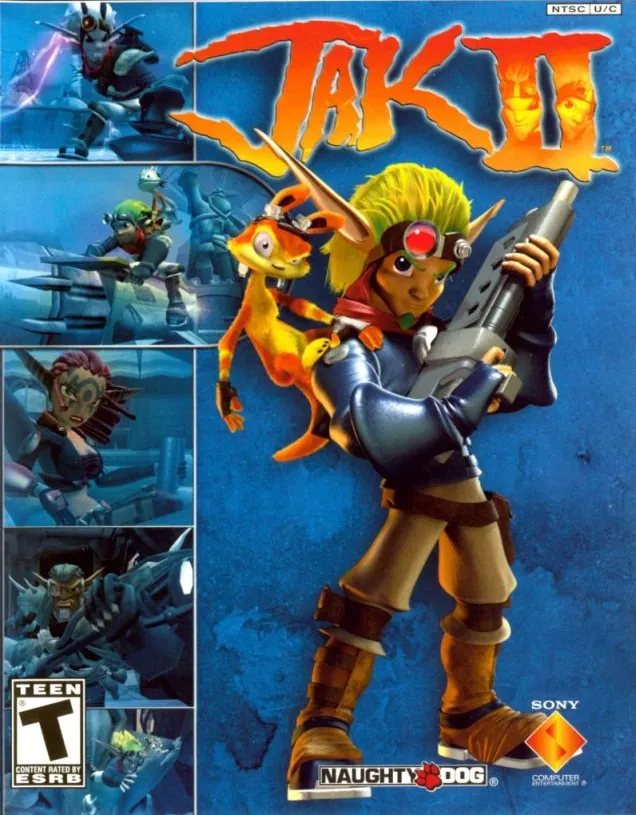 NTSC U/C
JAK II
TM
TEEN
®
T
CONTENT RATED BY
ESRB
NAUGHTY DOG ®
SONY
COMPUTER
ENTERTAINMENT ®